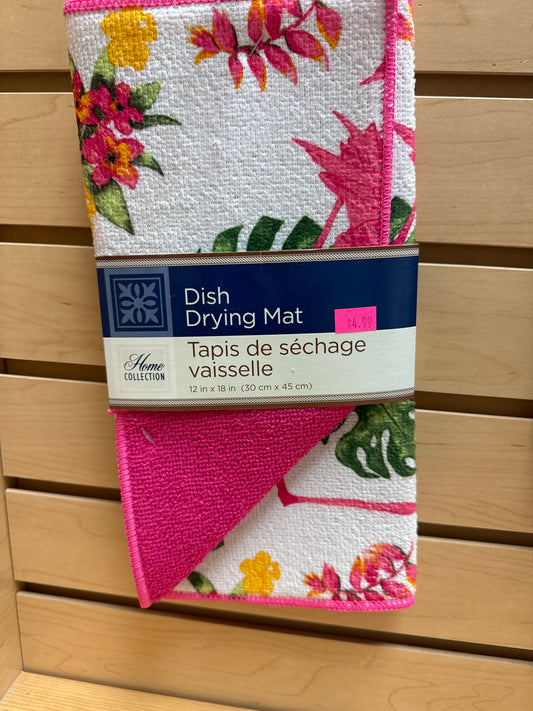 Dish
Drying Mat
$4.99
Home
COLLECTION
Tapis de séchage
vaisselle
12 in x 18 in (30 cm x 45 cm)